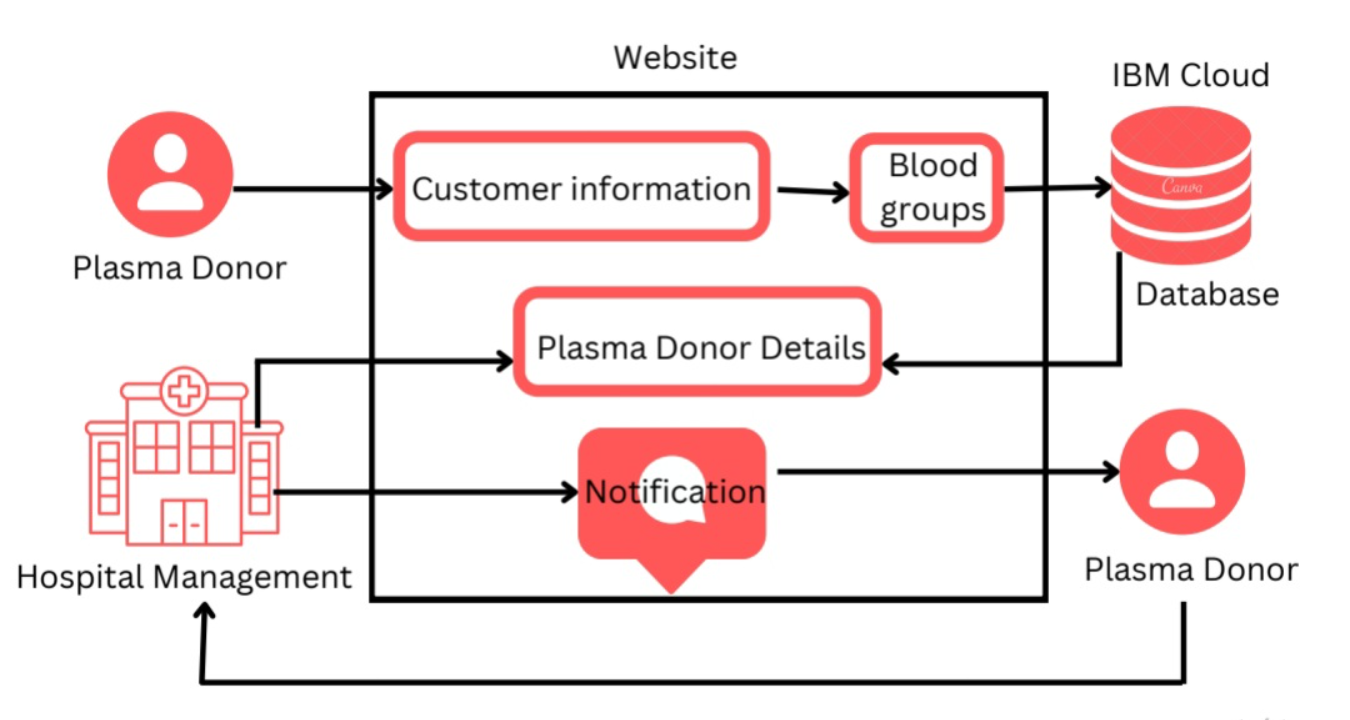 Website
IBM Cloud
Customer information
Blood
groups
Canva
Plasma Donor
Database
Plasma Donor Details
Notification
Hospital Management
Plasma Donor